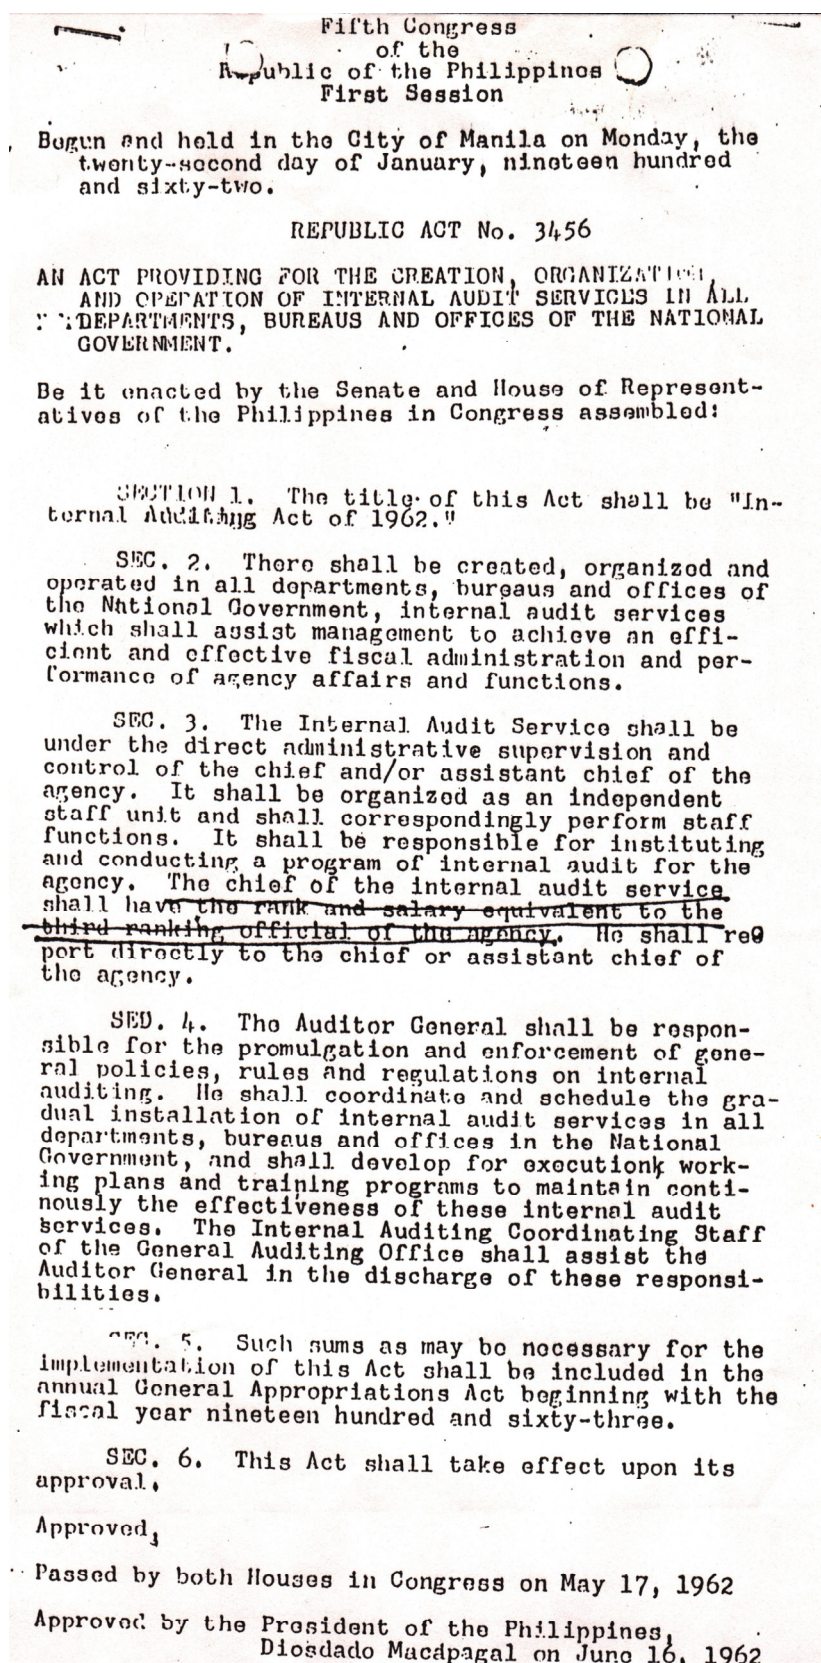 Fifth Congress
of the
Republic of the Philippines
First Session
Begun and held in the City of Manila on Monday, the
twenty-second day of January, nineteen hundred
and sixty-two.
REPUBLIC ACT No. 3456
AN ACT PROVIDING FOR THE CREATION, ORGANIZATION,
AND OPERATION OF INTERNAL AUDIT SERVICES IN ALL
DEPARTMENTS, BUREAUS AND OFFICES OF THE NATIONAL
GOVERNMENT.
Be it enacted by the Senate and House of Represent-
atives of the Philippines in Congress assembled:
SECTION 1. The title of this Act shall be "In-
ternal Auditing Act of 1962."
SEC. 2. There shall be created, organized and
operated in all departments, bureaus and offices of
the National Government, internal audit services
which shall assist management to achieve an effi-
cient and effective fiscal administration and per-
formance of agency affairs and functions.
SEC. 3. The Internal Audit Service shall be
under the direct administrative supervision and
control of the chief and/or assistant chief of the
agency. It shall be organized as an independent
staff unit and shall correspondingly perform staff
functions. It shall be responsible for instituting
and conducting a program of internal audit for the
agency. The chief of the internal audit service
shall have the rank and salary equivalent to the
third ranking official of the agency. He shall re-
port directly to the chief or assistant chief of
the agency.
SED. 4. The Auditor General shall be respon-
sible for the promulgation and enforcement of gene-
ral policies, rules and regulations on internal
auditing. He shall coordinate and schedule the gra-
dual installation of internal audit services in all
departments, bureaus and offices in the National
Government, and shall develop for execution work-
ing plans and training programs to maintain conti-
nously the effectiveness of these internal audit
services. The Internal Auditing Coordinating Staff
of the General Auditing Office shall assist the
Auditor General in the discharge of these responsi-
bilities.
SEC. 5. Such sums as may be necessary for the
implementation of this Act shall be included in the
annual General Appropriations Act beginning with the
fiscal year nineteen hundred and sixty-three.
SEC. 6. This Act shall take effect upon its
approval.
Approved,
Passed by both Houses in Congress on May 17, 1962
Approved by the President of the Philippines,
Diosdado Macapagal on June 16, 1962